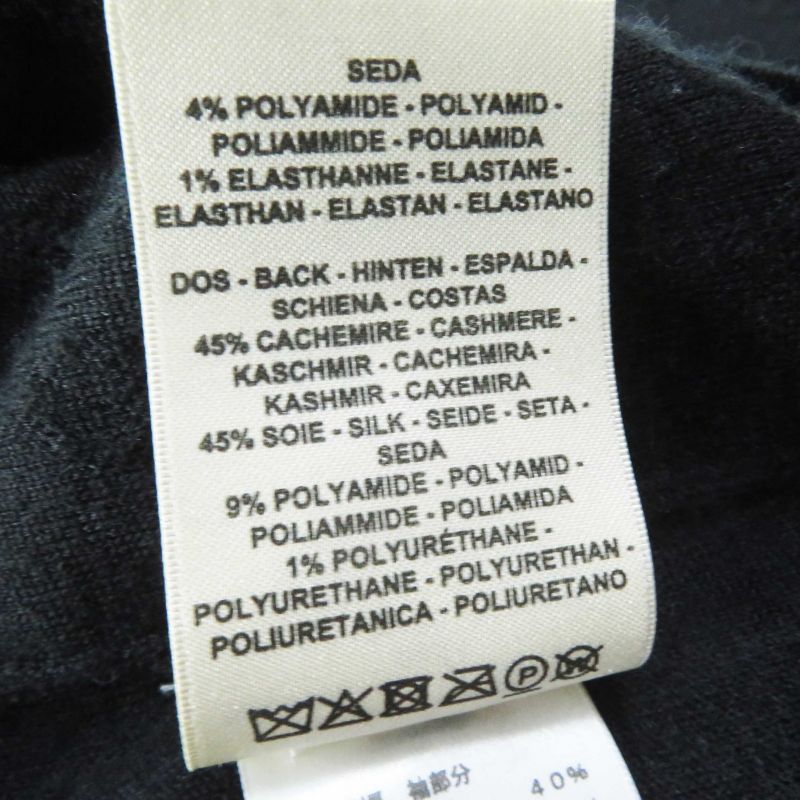 SEDA
4% POLYAMIDE - POLYAMID -
POLIAMMIDE - POLIAMIDA
1% ELASTHANNE - ELASTANE -
ELASTHAN - ELASTAN - ELASTANO
DOS - BACK - HINTEN - ESPALDA -
SCHIENA - COSTAS
45% CACHEMIRE - CASHMERE -
KASCHMIR - CACHEMIRA -
KASHMIR - CAXEMIRA
45% SOIE - SILK - SEIDE - SETA -
SEDA
9% POLYAMIDE - POLYAMID -
POLIAMMIDE - POLIAMIDA
1% POLYURÉTHANE -
POLYURETHANE - POLYURETHAN -
POLIURETANICA - POLIURETANO
P W
袖部分 40%